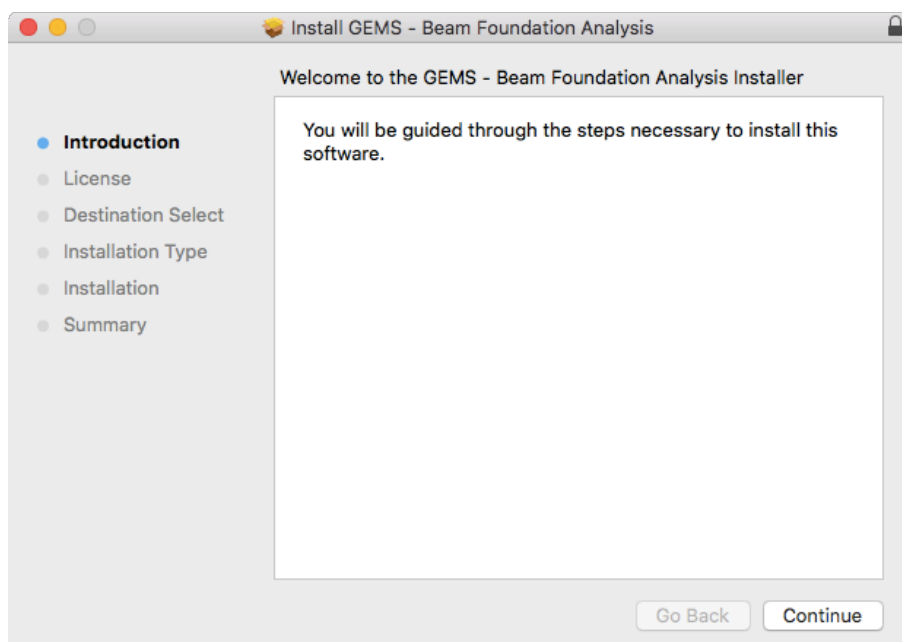 Install GEMS - Beam Foundation Analysis
Welcome to the GEMS - Beam Foundation Analysis Installer
Introduction
License
Destination Select
Installation Type
Installation
Summary
You will be guided through the steps necessary to install this
software.
Go Back
Continue